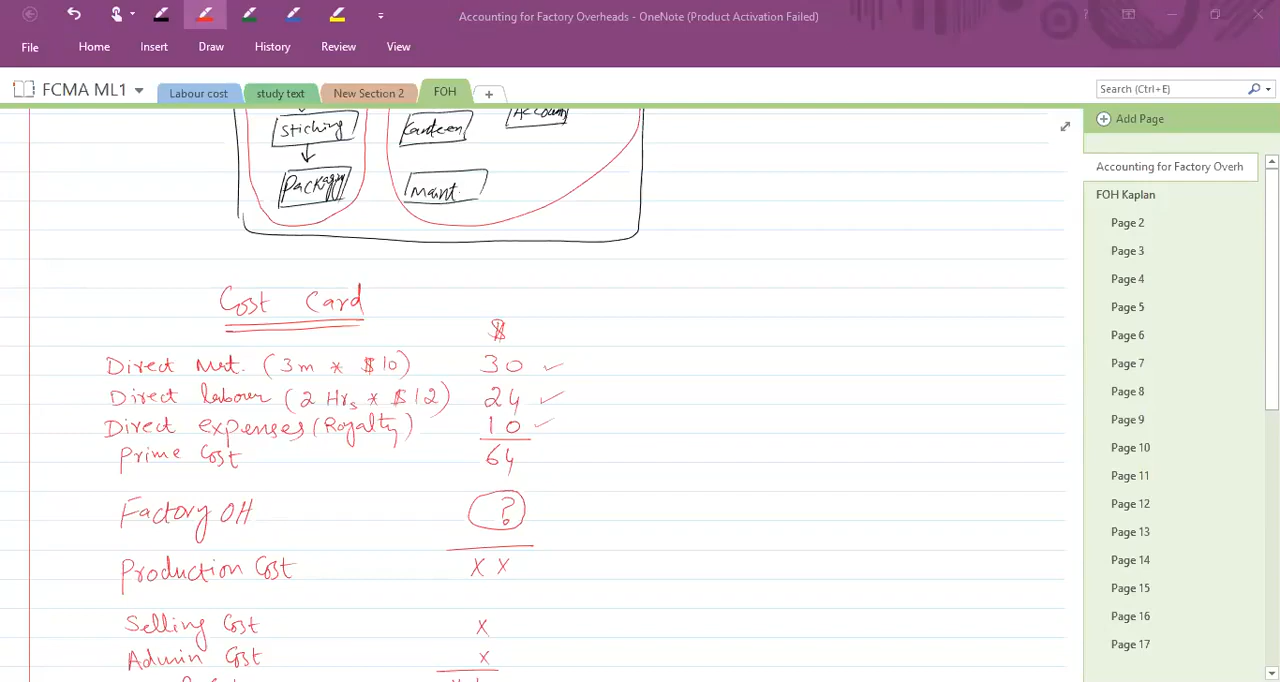 Accounting for Factory Overheads - OneNote (Product Activation Failed)
File Home Insert Draw History Review View
FCMA ML1
Labour cost study text New Section 2 FOH
Search (Ctrl+E)
Add Page
Accounting for Factory Overh
FOH Kaplan
Page 2
Page 3
Page 4
Page 5
Page 6
Page 7
Page 8
Page 9
Page 10
Page 11
Page 12
Page 13
Page 14
Page 15
Page 16
Page 17
Stiching
Kanteen
Packagg
Maint.
Cost Card
$
Direct Mat. (3m * $10) 30 ✓
Direct labour (2 Hrs * $12) 24 ✓
Direct expenses (Royalty) 10 ✓
Prime Cost 64
Factory OH ?
Production Cost X X
Selling Cost X
Admin Cost X